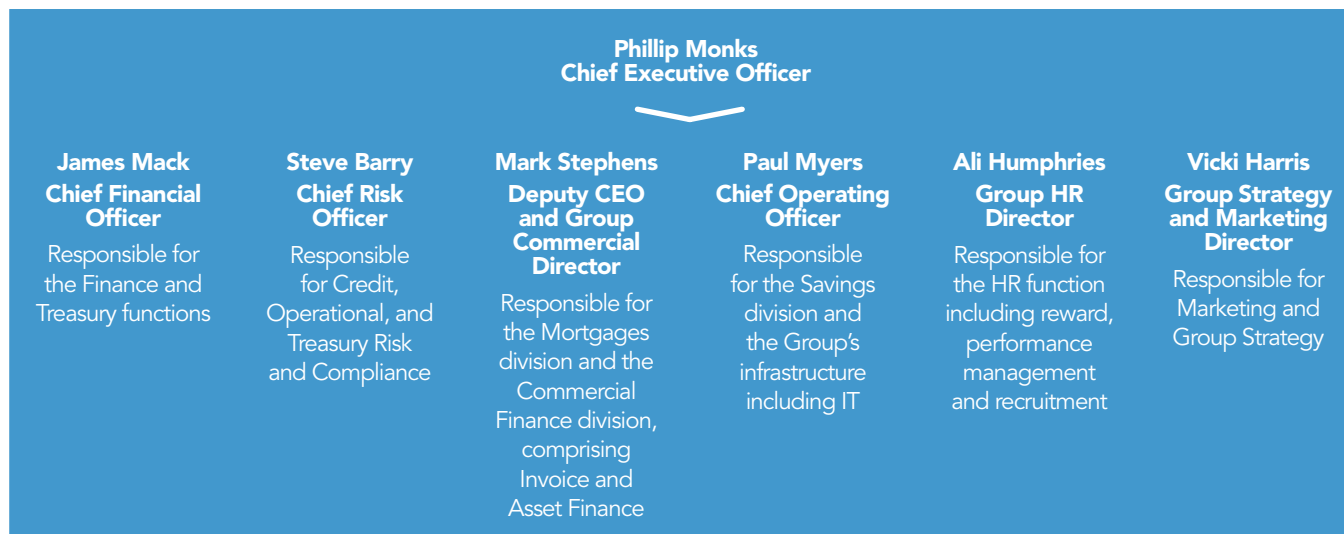 Phillip Monks
Chief Executive Officer
James Mack
Chief Financial
Officer
Responsible for
the Finance and
Treasury functions
Steve Barry
Chief Risk
Officer
Responsible
for Credit,
Operational, and
Treasury Risk
and Compliance
Mark Stephens
Deputy CEO
and Group
Commercial
Director
Responsible for
the Mortgages
division and the
Commercial
Finance division,
comprising
Invoice and
Asset Finance
Paul Myers
Chief Operating
Officer
Responsible
for the Savings
division and
the Group’s
infrastructure
including IT
Ali Humphries
Group HR
Director
Responsible for
the HR function
including reward,
performance
management
and recruitment
Vicki Harris
Group Strategy
and Marketing
Director
Responsible for
Marketing and
Group Strategy